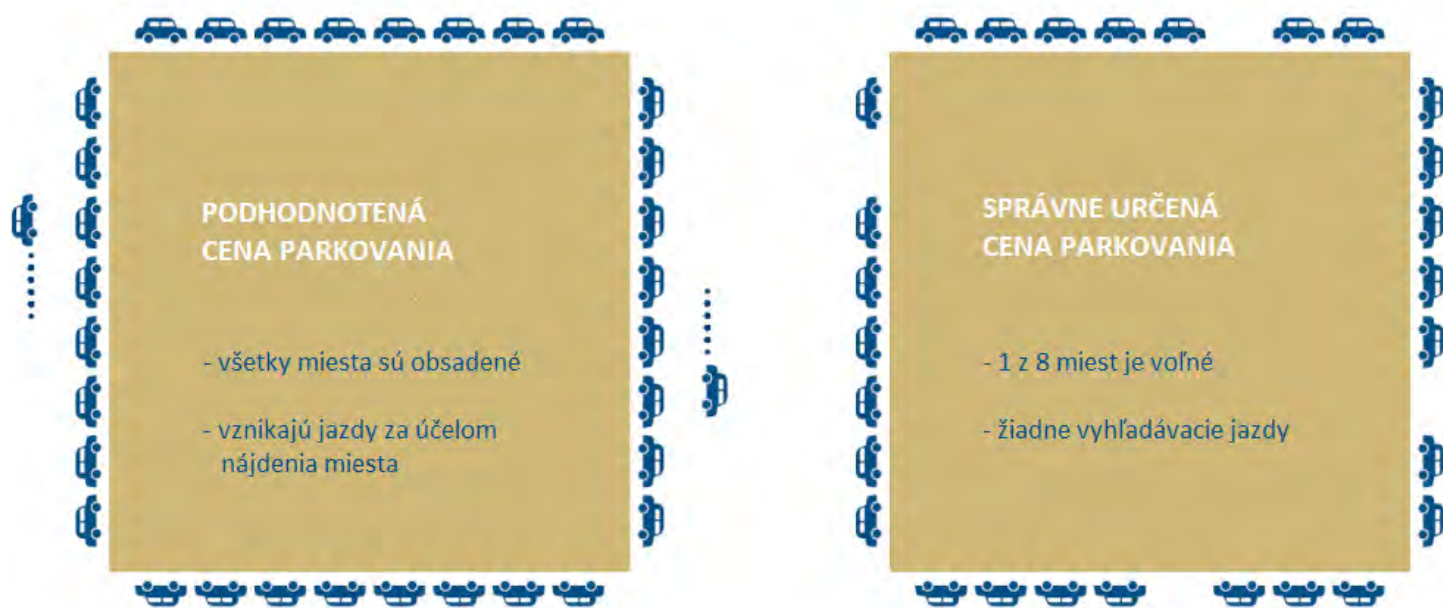 PODHODNOTENÁ
CENA PARKOVANIA
- všetky miesta sú obsadené
- vznikajú jazdy za účelom
nájdenia miesta
SPRÁVNE URČENÁ
CENA PARKOVANIA
- 1 z 8 miest je voľné
- žiadne vyhľadávacie jazdy